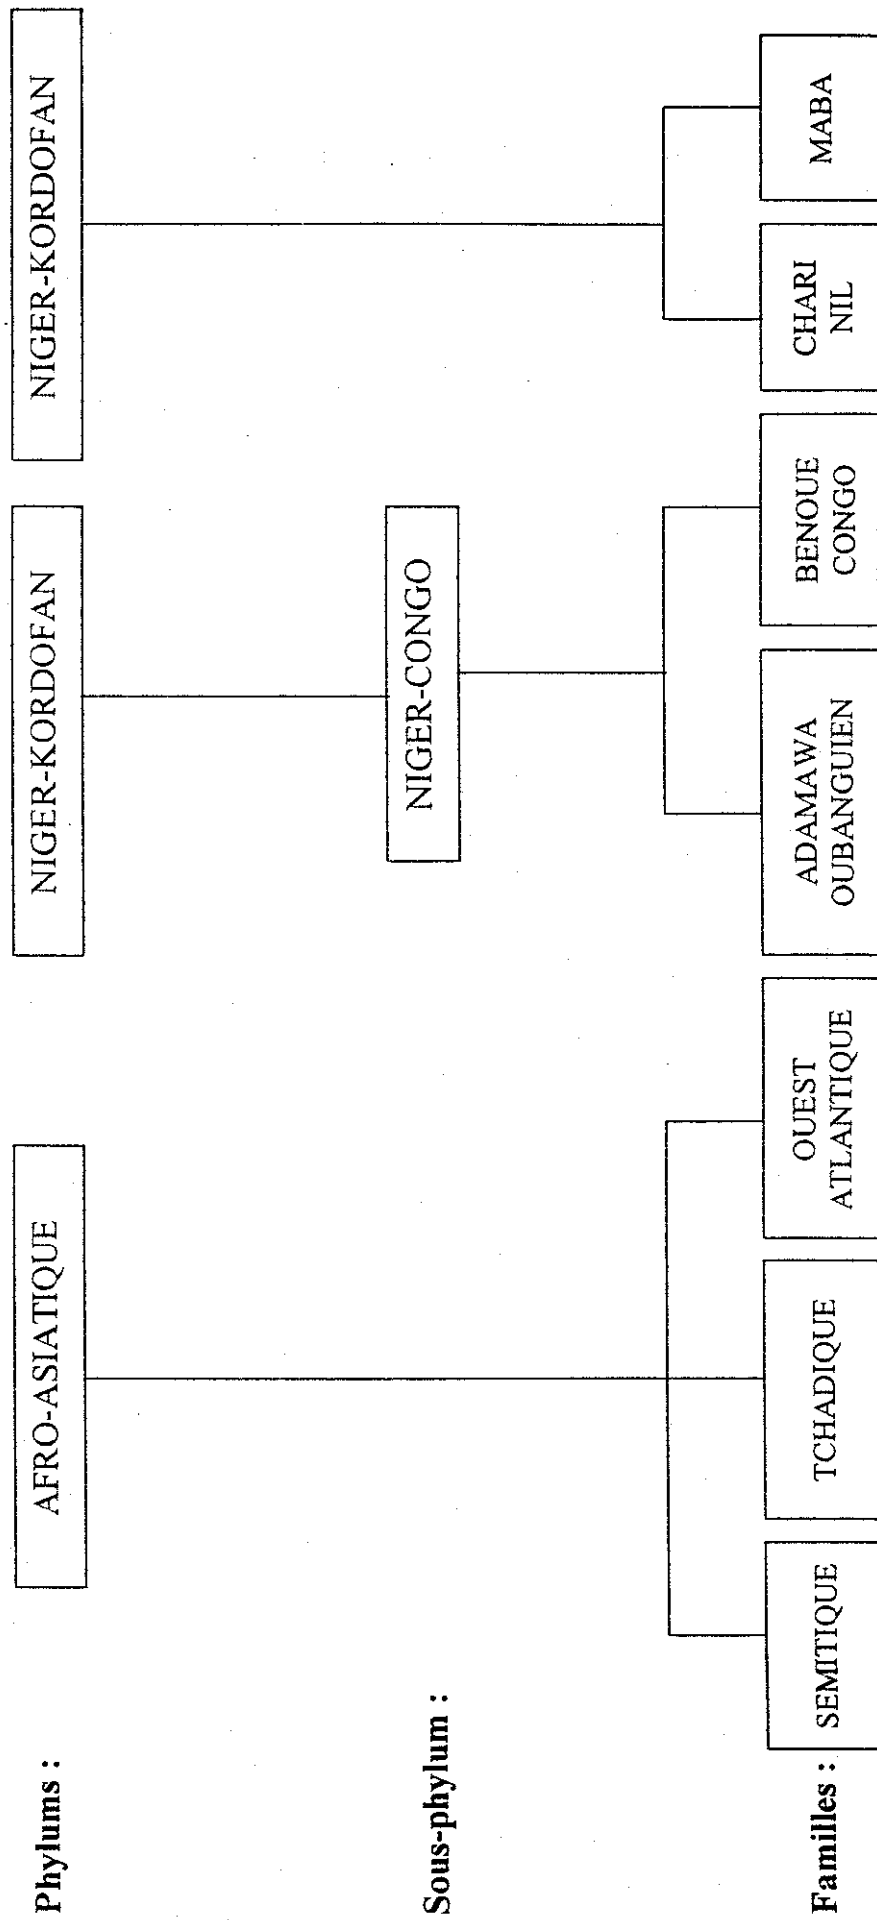 Phylums :
AFRO-ASIATIQUE
NIGER-KORDOFAN
NIGER-KORDOFAN
Sous-phylum :
NIGER-CONGO
Familles :
SEMITIQUE
TCHADIQUE
OUEST
ATLANTIQUE
ADAMAWA
OUBANGUIEN
BENOUE
CONGO
CHARI
NIL
MABA